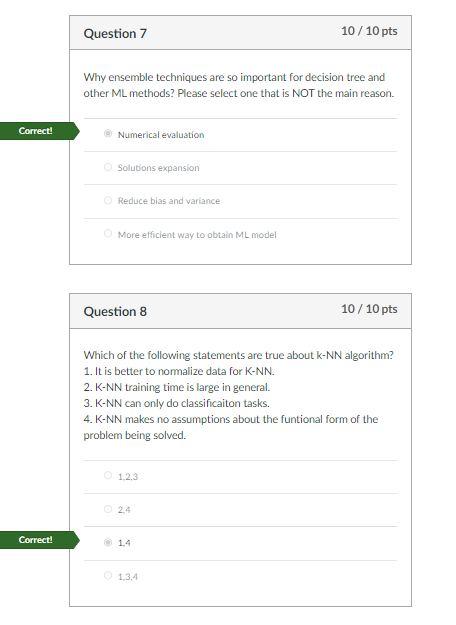 Question 7
10 / 10 pts
Why ensemble techniques are so important for decision tree and
other ML methods? Please select one that is NOT the main reason.
Correct!
Numerical evaluation
Solutions expansion
Reduce bias and variance
More efficient way to obtain ML model
Question 8
10 / 10 pts
Which of the following statements are true about k-NN algorithm?
1. It is better to normalize data for K-NN.
2. K-NN training time is large in general.
3. K-NN can only do classificaiton tasks.
4. K-NN makes no assumptions about the funtional form of the
problem being solved.
1,2,3
2,4
Correct!
1,4
1,3,4